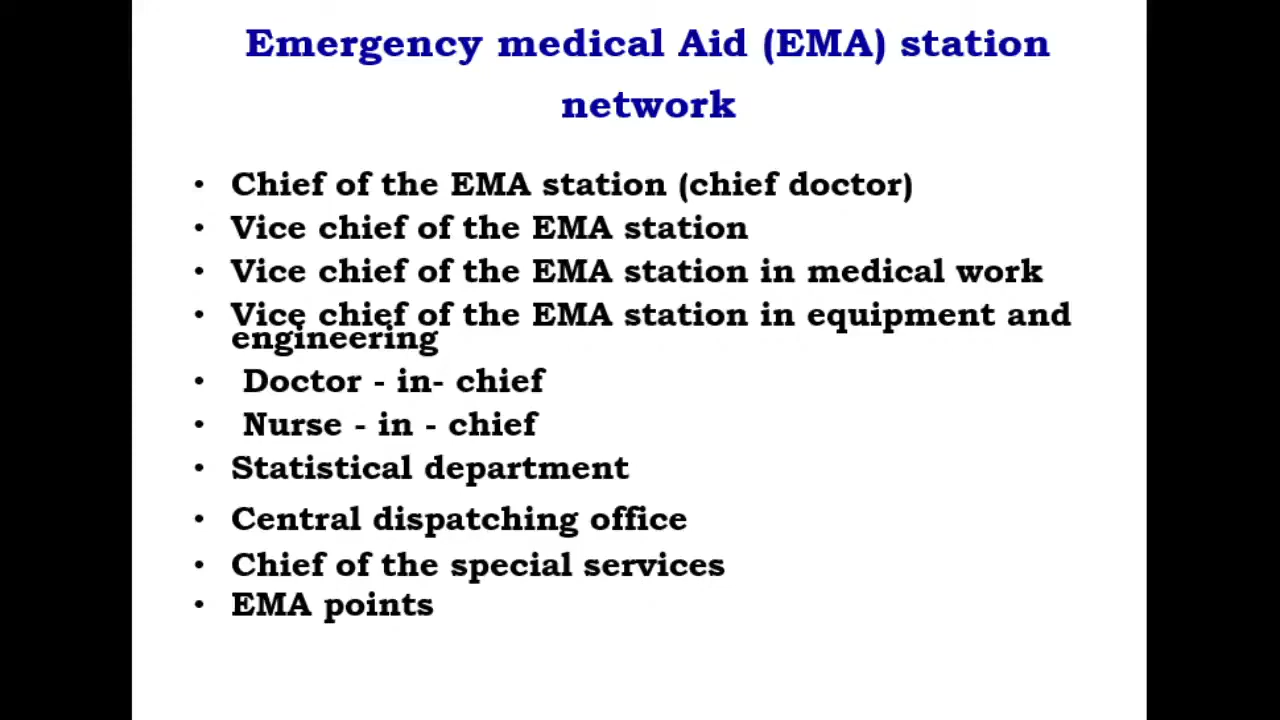 Emergency medical Aid (EMA) station
network
• Chief of the EMA station (chief doctor)
• Vice chief of the EMA station
• Vice chief of the EMA station in medical work
• Vice chief of the EMA station in equipment and
engineering
• Doctor - in- chief
• Nurse - in - chief
• Statistical department
• Central dispatching office
• Chief of the special services
• EMA points